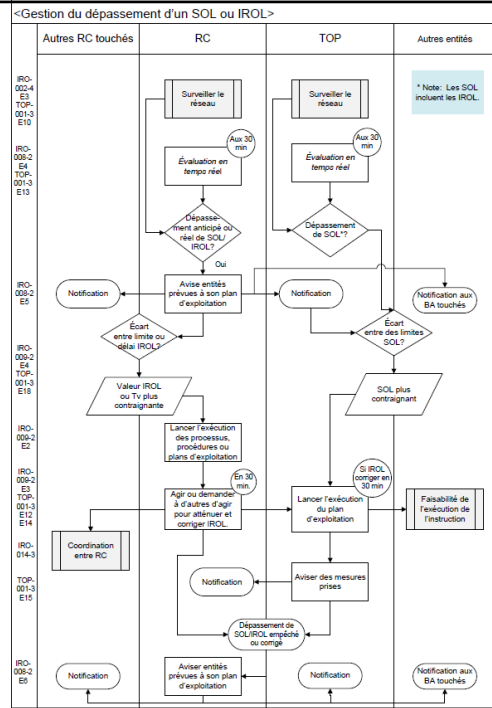 <Gestion du dépassement d'un SOL ou IROL>
Autres RC touchés
RC
TOP
Autres entités
IRO-
002-4
E3
TOP-
001-3
E10
Surveiller le
réseau
Surveiller le
réseau
* Note: Les SOL
incluent les IROL.
IRO-
008-2
E4
TOP-
001-3
E13
Aux 30
min
Évaluation en
temps réel
Aux 30
min
Évaluation en
temps réel
Dépasse-
ment anticipé ou
réel de SOL/
IROL?
Dépassement
de SOL*?
Oui
IRO-
008-2
E5
Notification
Avise entités
prévues à son plan
d'exploitation
Notification
Notification aux
BA touchés
Écart
entre limite ou
délai IROL?
Écart
entre des limites
SOL?
IRO-
009-2
E4
TOP-
001-3
E18
Valeur IROL
ou Tv plus
contraignante
SOL plus
contraignant
IRO-
009-2
E2
Lancer l'exécution
des processus,
procédures ou
plans d'exploitation
IRO-
009-2
E3
TOP-
001-3
E12
E14
En 30
min.
Agir ou demander
à d'autres d'agir
pour atténuer et
corriger IROL.
Si IROL
corriger en
30 min
Lancer l'exécution
du plan
d'exploitation
Faisabilité de
l'exécution de
l'instruction
IRO-
014-3
Coordination
entre RC
TOP-
001-3
E15
Notification
Aviser des mesures
prises
Dépassement de
SOL/IROL empêché
ou corrigé
IRO-
008-2
E6
Notification
Aviser entités
prévues à son plan
d'exploitation
Notification
Notification aux
BA touchés